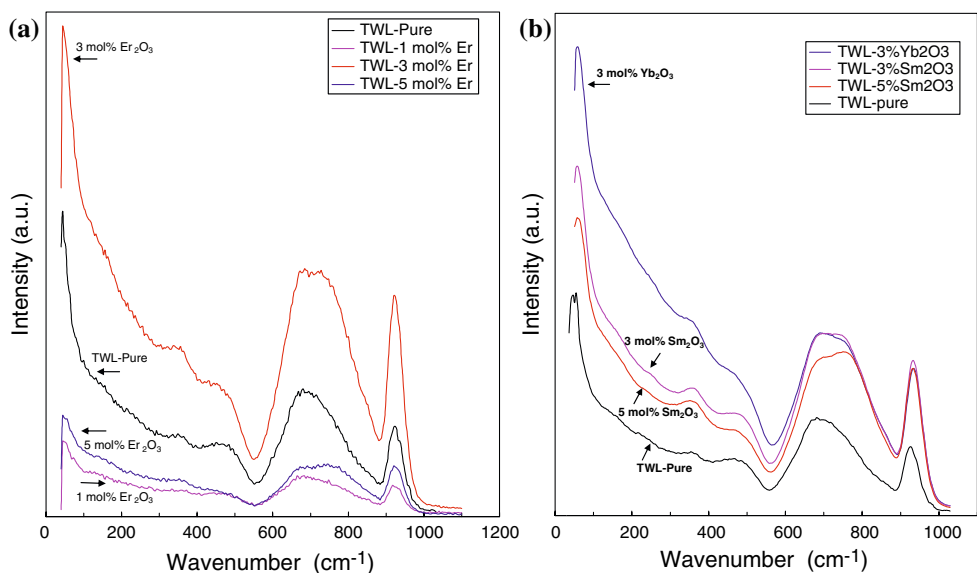 (a)
TWL-Pure
TWL-1 mol% Er
TWL-3 mol% Er
TWL-5 mol% Er
3 mol% Er₂O₃
TWL-Pure
5 mol% Er₂O₃
1 mol% Er₂O₃
Intensity (a.u.)
0 200 400 600 800 1000 1200
Wavenumber (cm⁻¹)
(b)
TWL-3%Yb2O3
TWL-3%Sm2O3
TWL-5%Sm2O3
TWL-pure
3 mol% Yb₂O₃
3 mol% Sm₂O₃
5 mol% Sm₂O₃
TWL-Pure
Intensity (a.u.)
0 200 400 600 800 1000
Wavenumber (cm⁻¹)